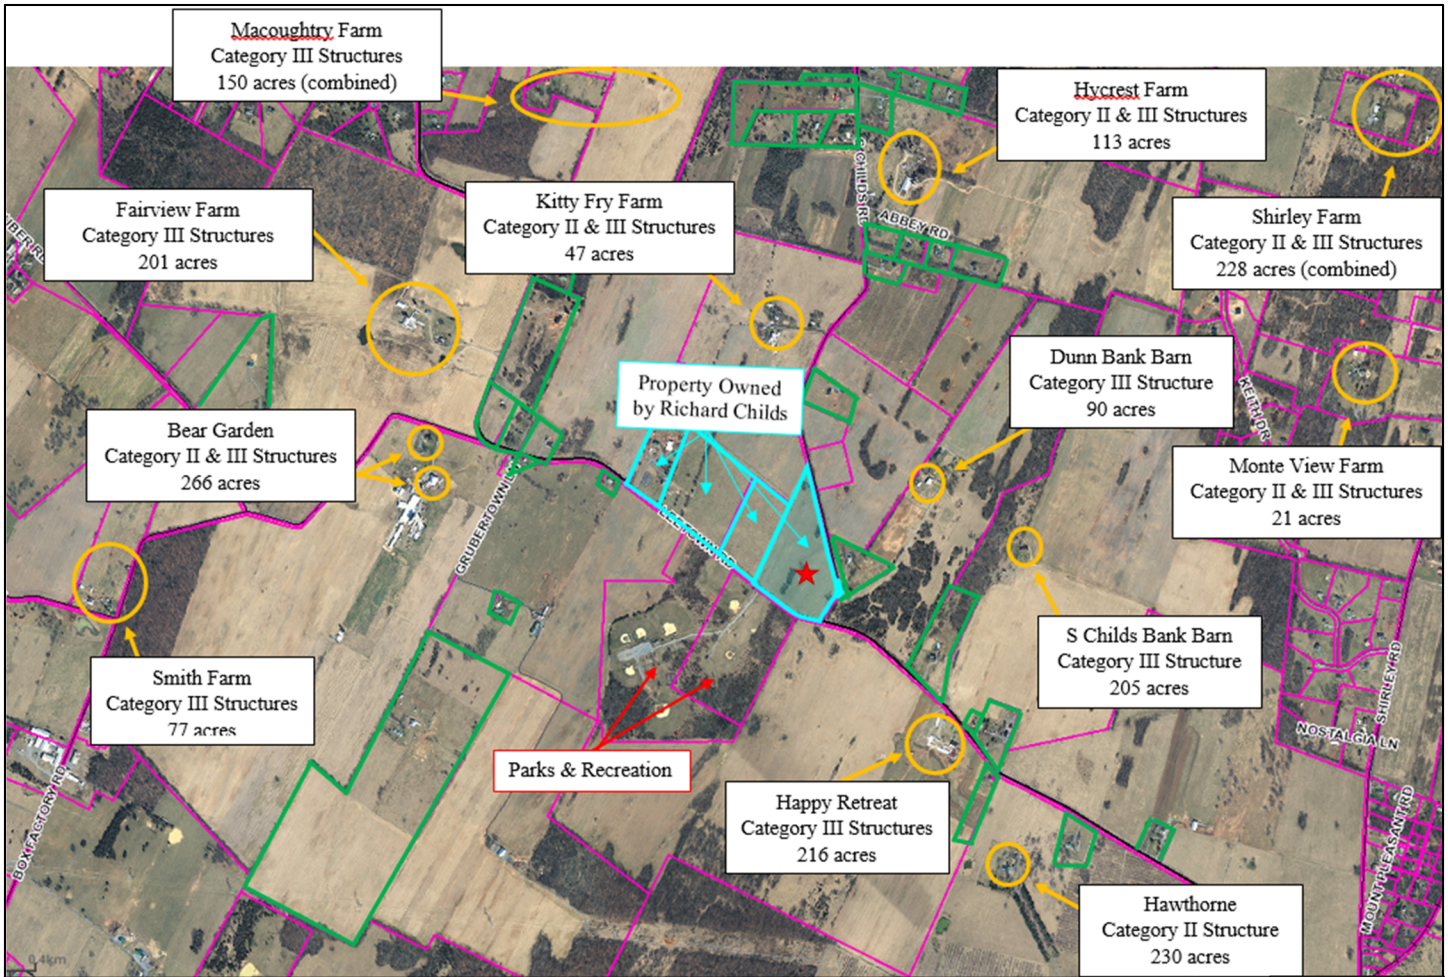 Macoughtry Farm
Category III Structures
150 acres (combined)
Hycrest Farm
Category II & III Structures
113 acres
Fairview Farm
Category III Structures
201 acres
Kitty Fry Farm
Category II & III Structures
47 acres
CHILDS RD
ABBEY RD
Shirley Farm
Category II & III Structures
228 acres (combined)
Property Owned
by Richard Childs
Dunn Bank Barn
Category III Structure
90 acres
KEITH DR
Bear Garden
Category II & III Structures
266 acres
Monte View Farm
Category II & III Structures
21 acres
GRUBERTOWN
LEETOWN RD
S Childs Bank Barn
Category III Structure
205 acres
Smith Farm
Category III Structures
77 acres
SHIRLEY RD
NOSTALGIA LN
Parks & Recreation
BOX FACTORY RD
Happy Retreat
Category III Structures
216 acres
MOUNT PLEASANT RD
Hawthorne
Category II Structure
230 acres
0.4km